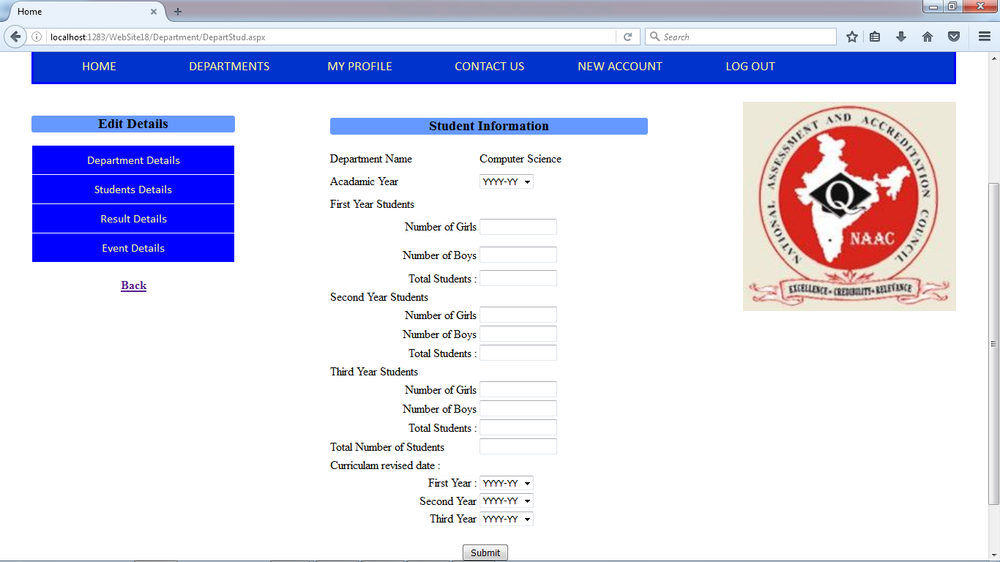 Home
localhost:1283/WebSite18/Department/DepartStud.aspx
Search
HOME DEPARTMENTS MY PROFILE CONTACT US NEW ACCOUNT LOG OUT
Edit Details
Department Details
Students Details
Result Details
Event Details
Back
Student Information
Department Name Computer Science
Acadamic Year YYYY-YY
First Year Students
Number of Girls
Number of Boys
Total Students :
Second Year Students
Number of Girls
Number of Boys
Total Students :
Third Year Students
Number of Girls
Number of Boys
Total Students :
Total Number of Students
Curriculam revised date :
First Year : YYYY-YY
Second Year YYYY-YY
Third Year YYYY-YY
Submit
NATIONAL ASSESSMENT AND ACCREDITATION COUNCIL
Q
NAAC
EXCELLENCE • CREDIBILITY • RELEVANCE